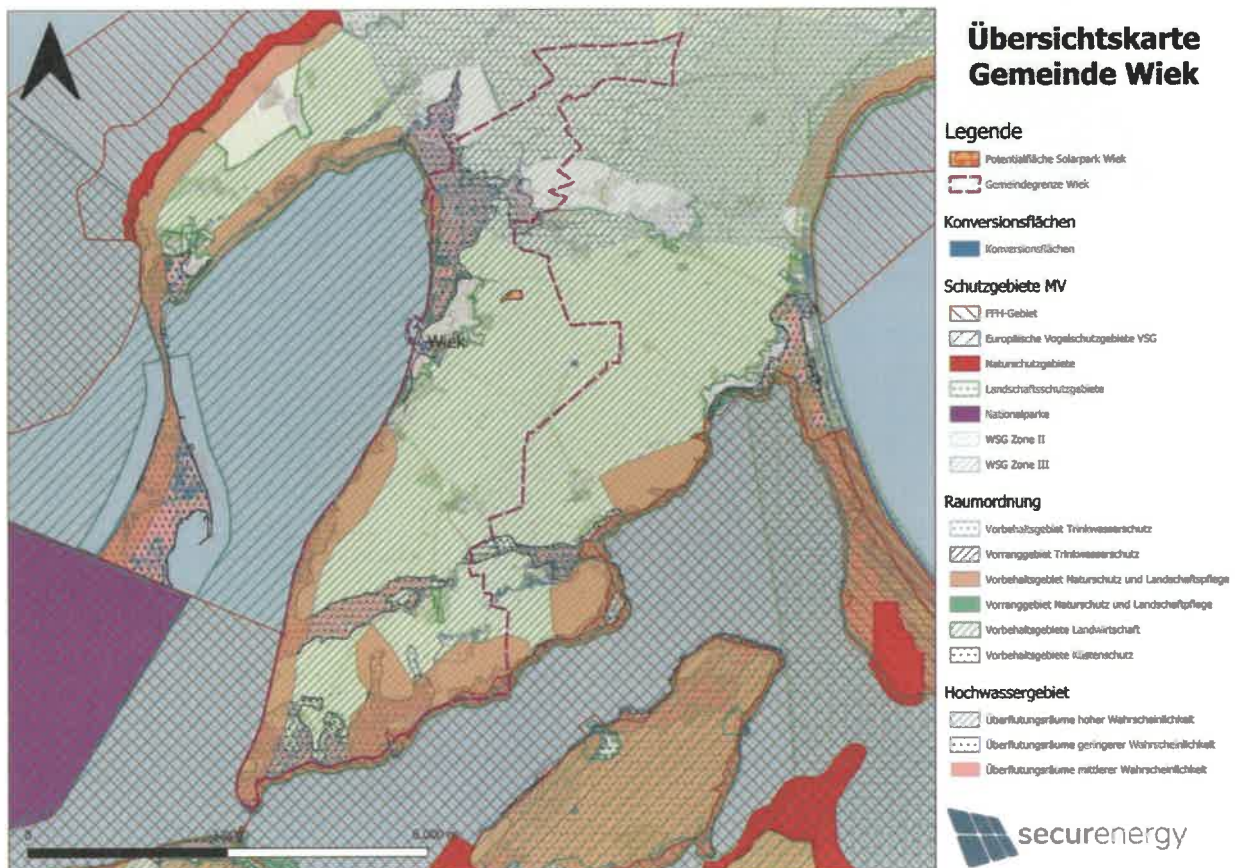 Übersichtskarte
Gemeinde Wiek
Legende
Potentialfläche Solarpark Wiek
Gemeindegrenze Wiek
Konversionsflächen
Konversionsflächen
Schutzgebiete MV
FFH-Gebiet
Europäische Vogelschutzgebiete VSG
Naturschutzgebiete
Landschaftsschutzgebiete
Nationalparke
WSG Zone II
WSG Zone III
Raumordnung
Vorbehaltsgebiet Trinkwasserschutz
Vorranggebiet Trinkwasserschutz
Vorbehaltsgebiet Naturschutz und Landschaftspflege
Vorranggebiet Naturschutz und Landschaftpflege
Vorbehaltsgebiete Landwirtschaft
Vorbehaltsgebiete Küstenschutz
Hochwassergebiet
Überflutungsräume hoher Wahrscheinlichkeit
Überflutungsräume geringerer Wahrscheinlichkeit
Überflutungsräume mittlerer Wahrscheinlichkeit
securenergy
Wiek